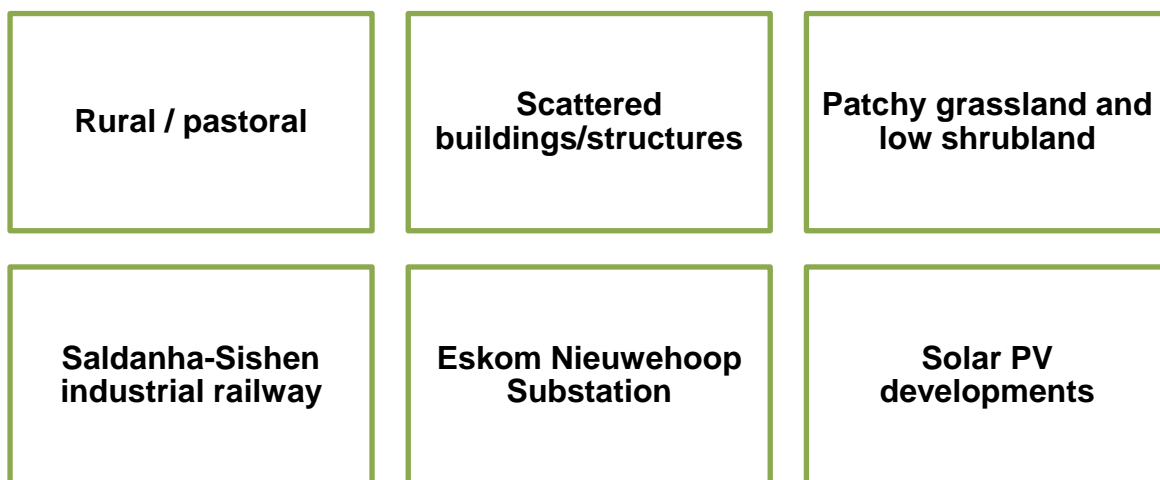 Rural / pastoral
Scattered
buildings/structures
Patchy grassland and
low shrubland
Saldanha-Sishen
industrial railway
Eskom Nieuwehoop
Substation
Solar PV
developments